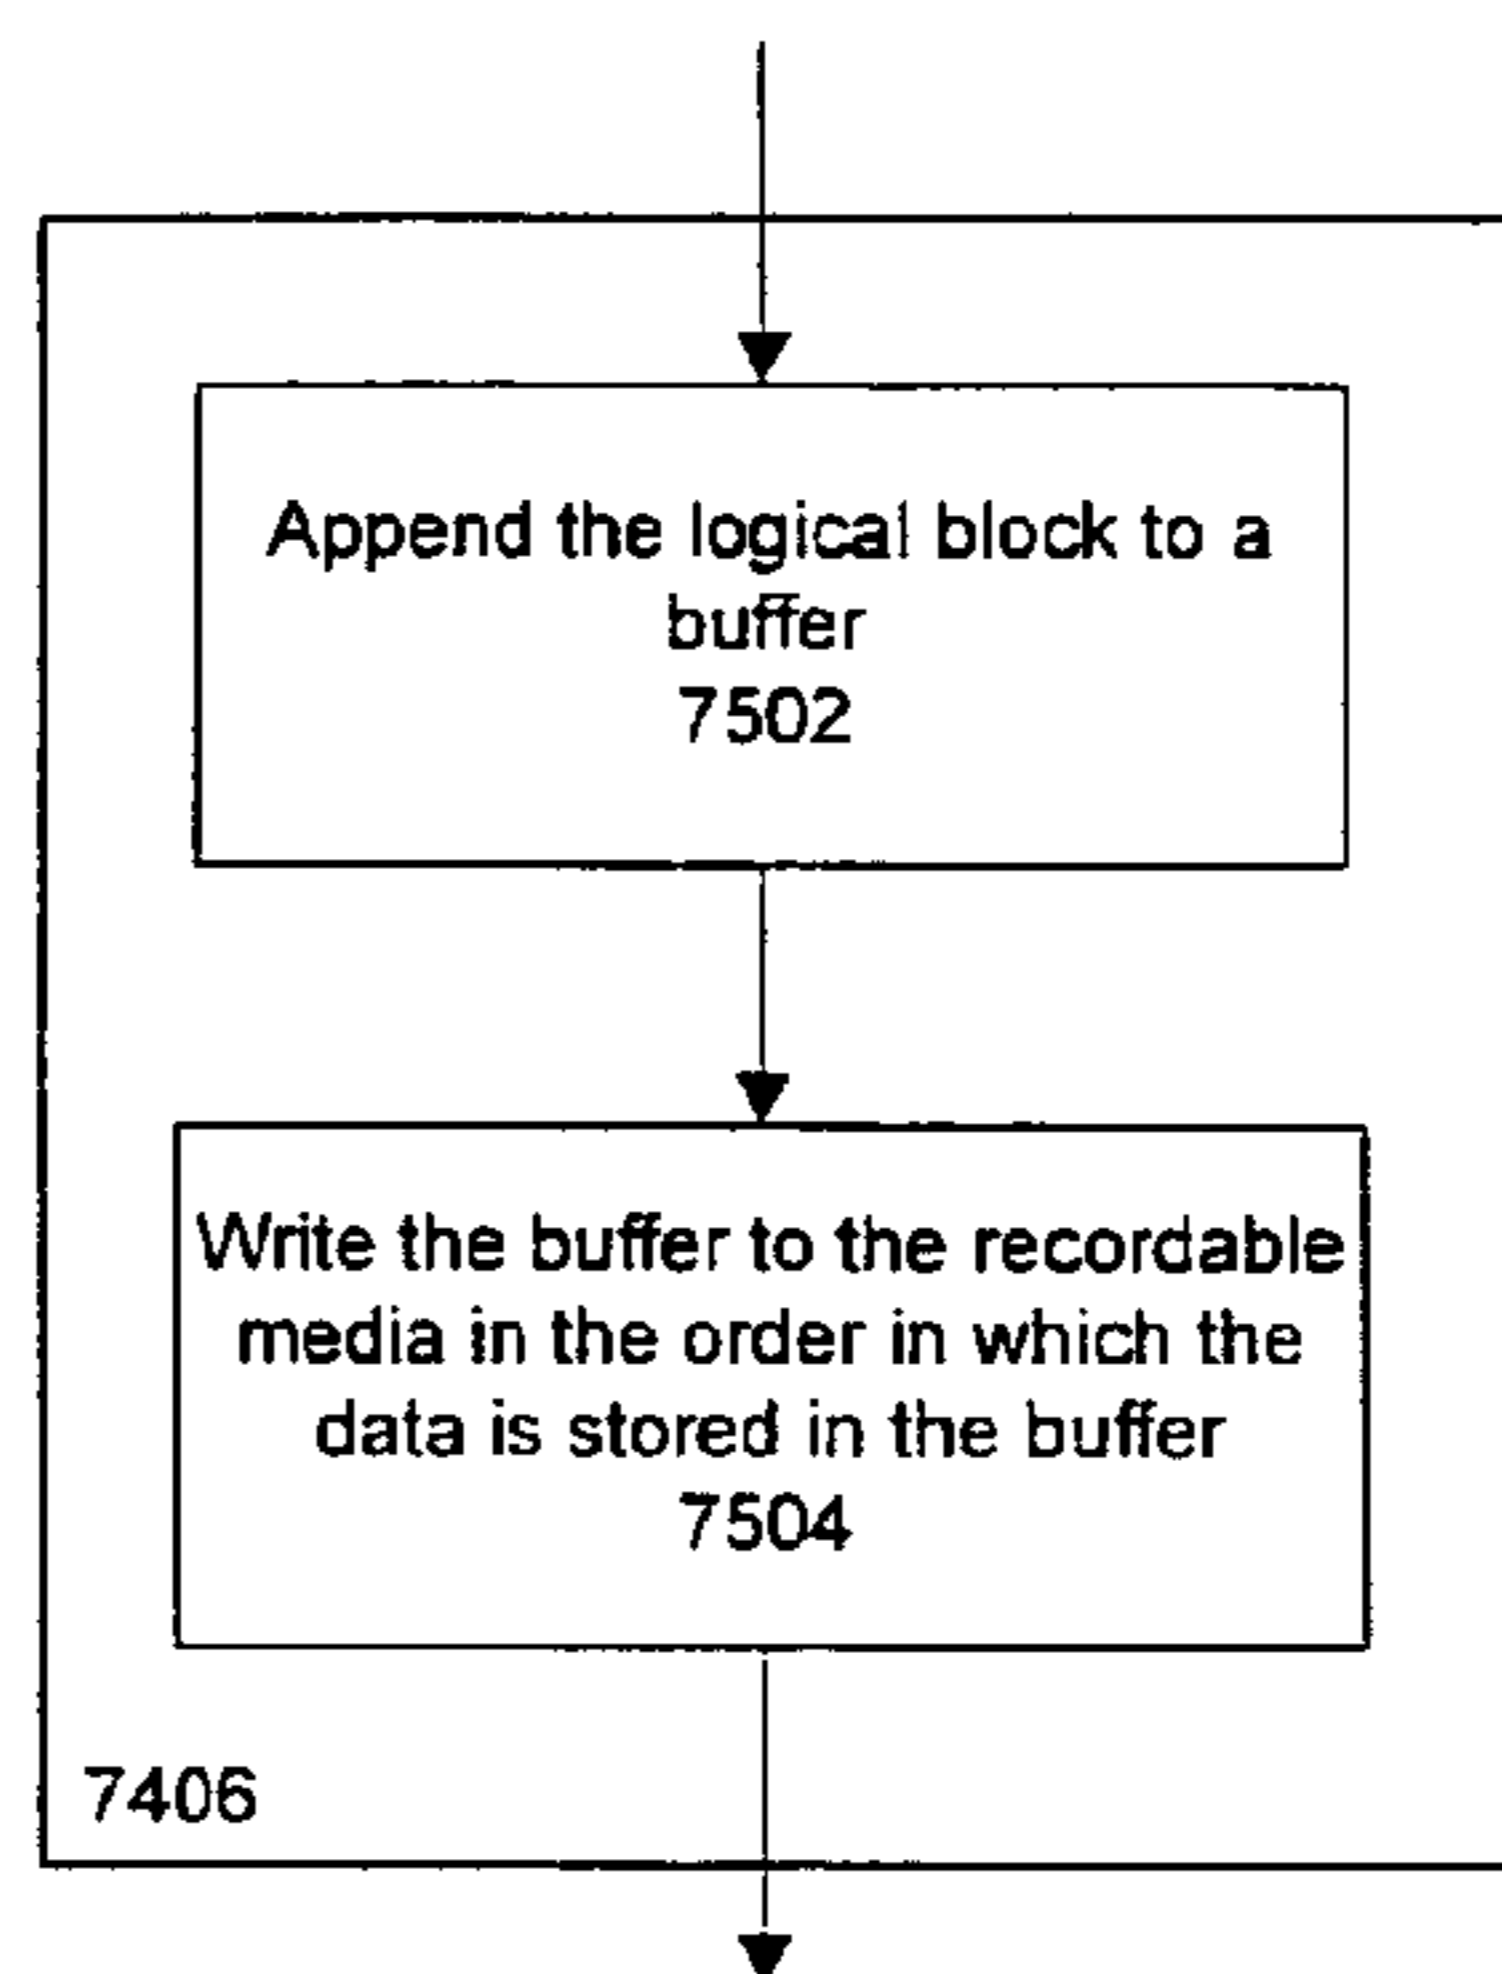 Append the logical block to a
buffer
7502
Write the buffer to the recordable
media in the order in which the
data is stored in the buffer
7504
7406